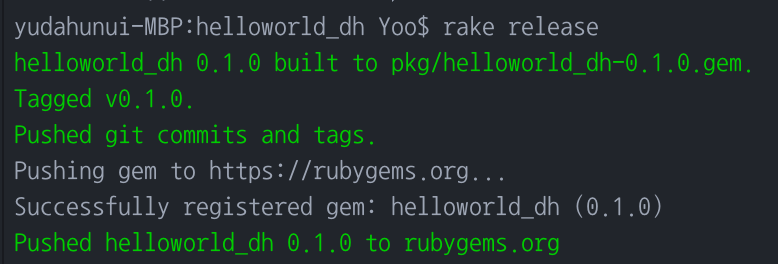 yudahunui-MBP:helloworld_dh Yoo$ rake release
helloworld_dh 0.1.0 built to pkg/helloworld_dh-0.1.0.gem.
Tagged v0.1.0.
Pushed git commits and tags.
Pushing gem to https://rubygems.org...
Successfully registered gem: helloworld_dh (0.1.0)
Pushed helloworld_dh 0.1.0 to rubygems.org